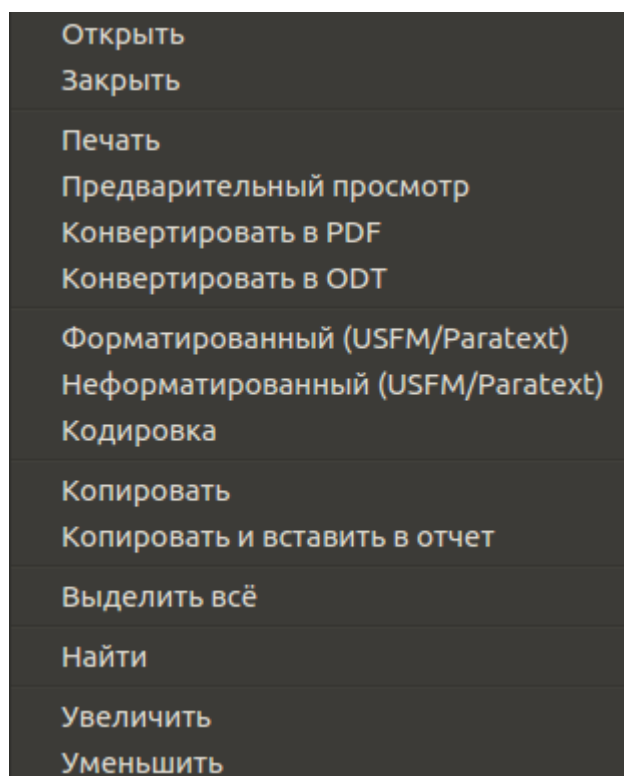 Открыть
Закрыть
Печать
Предварительный просмотр
Конвертировать в PDF
Конвертировать в ODT
Форматированный (USFM/Paratext)
Неформатированный (USFM/Paratext)
Кодировка
Копировать
Копировать и вставить в отчет
Выделить всё
Найти
Увеличить
Уменьшить